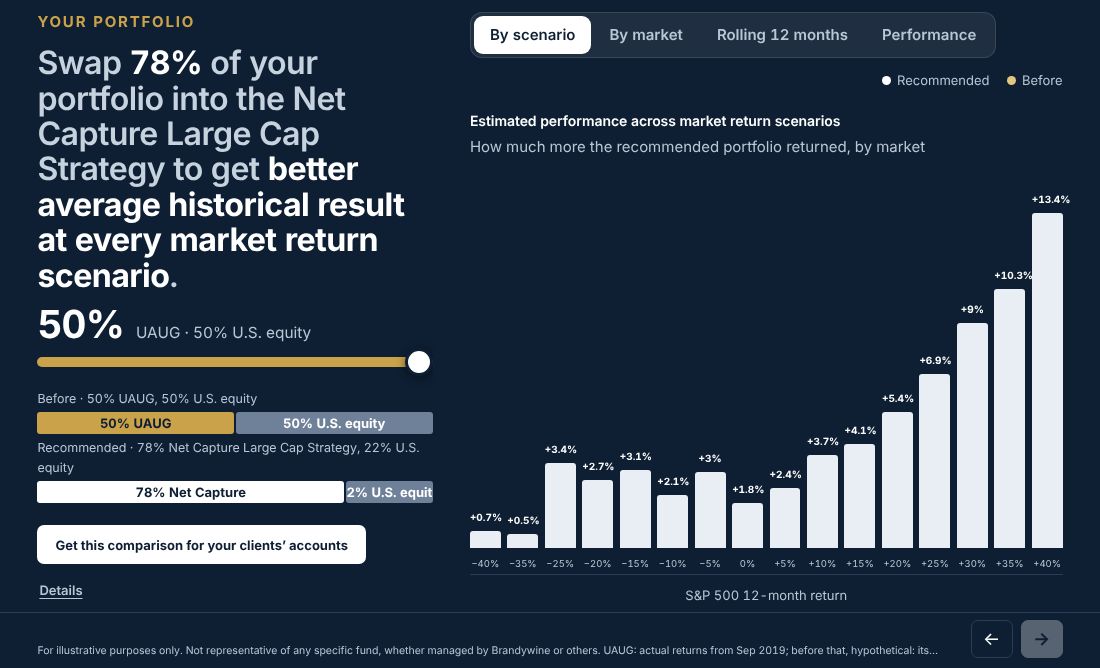 YOUR PORTFOLIO
Swap 78% of your
portfolio into the Net
Capture Large Cap
Strategy to get better
average historical result
at every market return
scenario.
50% UAUG · 50% U.S. equity
Before · 50% UAUG, 50% U.S. equity
50% UAUG 50% U.S. equity
Recommended · 78% Net Capture Large Cap Strategy, 22% U.S.
equity
78% Net Capture 2% U.S. equit
Get this comparison for your clients’ accounts
Details
By scenario By market Rolling 12 months Performance
Recommended Before
Estimated performance across market return scenarios
How much more the recommended portfolio returned, by market
+0.7% +0.5% +3.4% +2.7% +3.1% +2.1% +3% +1.8% +2.4% +3.7% +4.1% +5.4% +6.9% +9% +10.3% +13.4%
−40% −35% −25% −20% −15% −10% −5% 0% +5% +10% +15% +20% +25% +30% +35% +40%
S&P 500 12-month return
For illustrative purposes only. Not representative of any specific fund, whether managed by Brandywine or others. UAUG: actual returns from Sep 2019; before that, hypothetical: its...
← →